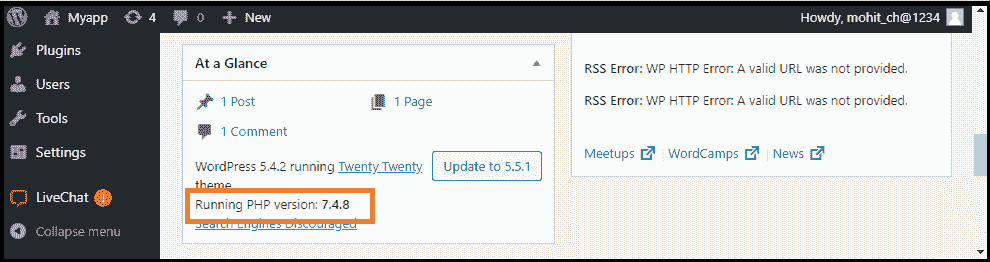 Myapp 4 0 New Howdy, mohit_ch@1234
Plugins
Users
Tools
Settings
LiveChat
Collapse menu
At a Glance
1 Post 1 Page
1 Comment
WordPress 5.4.2 running Twenty Twenty Update to 5.5.1
theme.
Running PHP version: 7.4.8
Search Engines Discouraged
RSS Error: WP HTTP Error: A valid URL was not provided.
RSS Error: WP HTTP Error: A valid URL was not provided.
Meetups WordCamps News